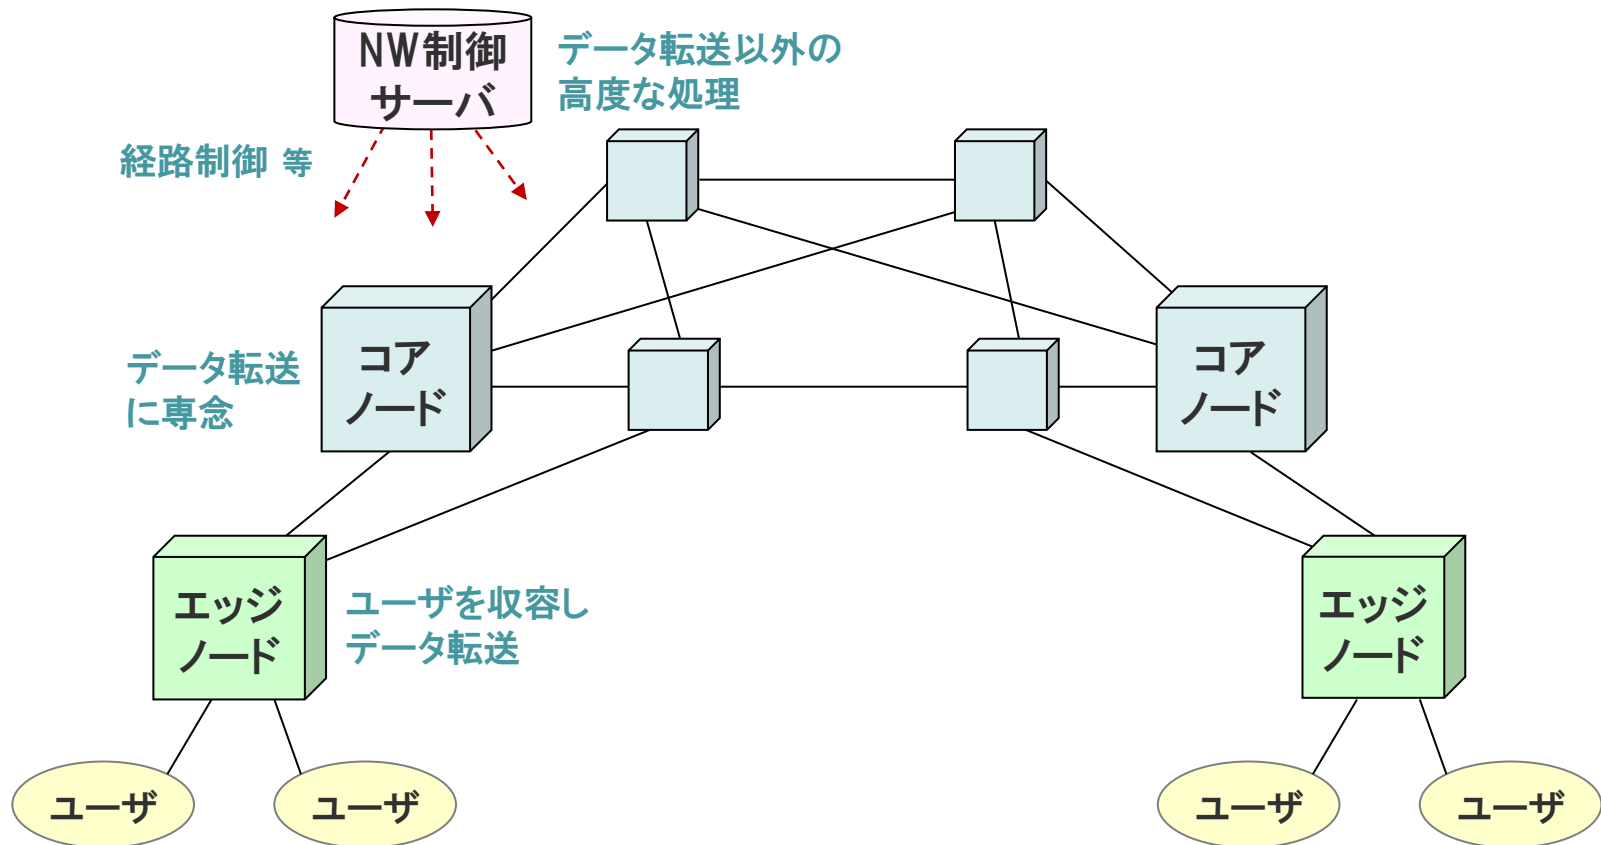 NW制御
サーバ
データ転送以外の
高度な処理
経路制御 等
コア
ノード
データ転送
に専念
コア
ノード
エッジ
ノード
ユーザを収容し
データ転送
エッジ
ノード
ユーザ
ユーザ
ユーザ
ユーザ